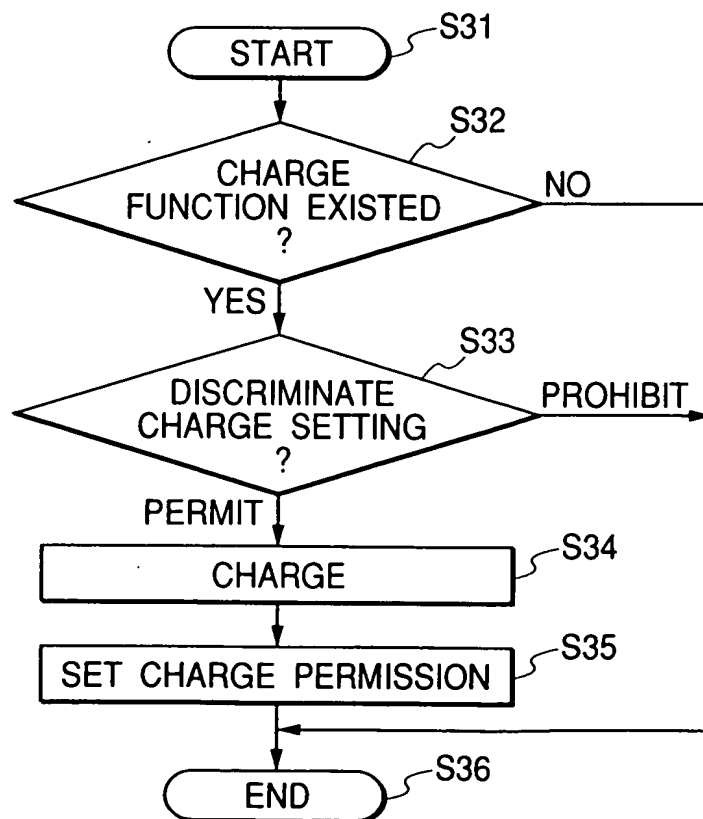 START
S31
S32
CHARGE
FUNCTION EXISTED
?
NO
YES
S33
DISCRIMINATE
CHARGE SETTING
?
PROHIBIT
PERMIT
S34
CHARGE
S35
SET CHARGE PERMISSION
S36
END